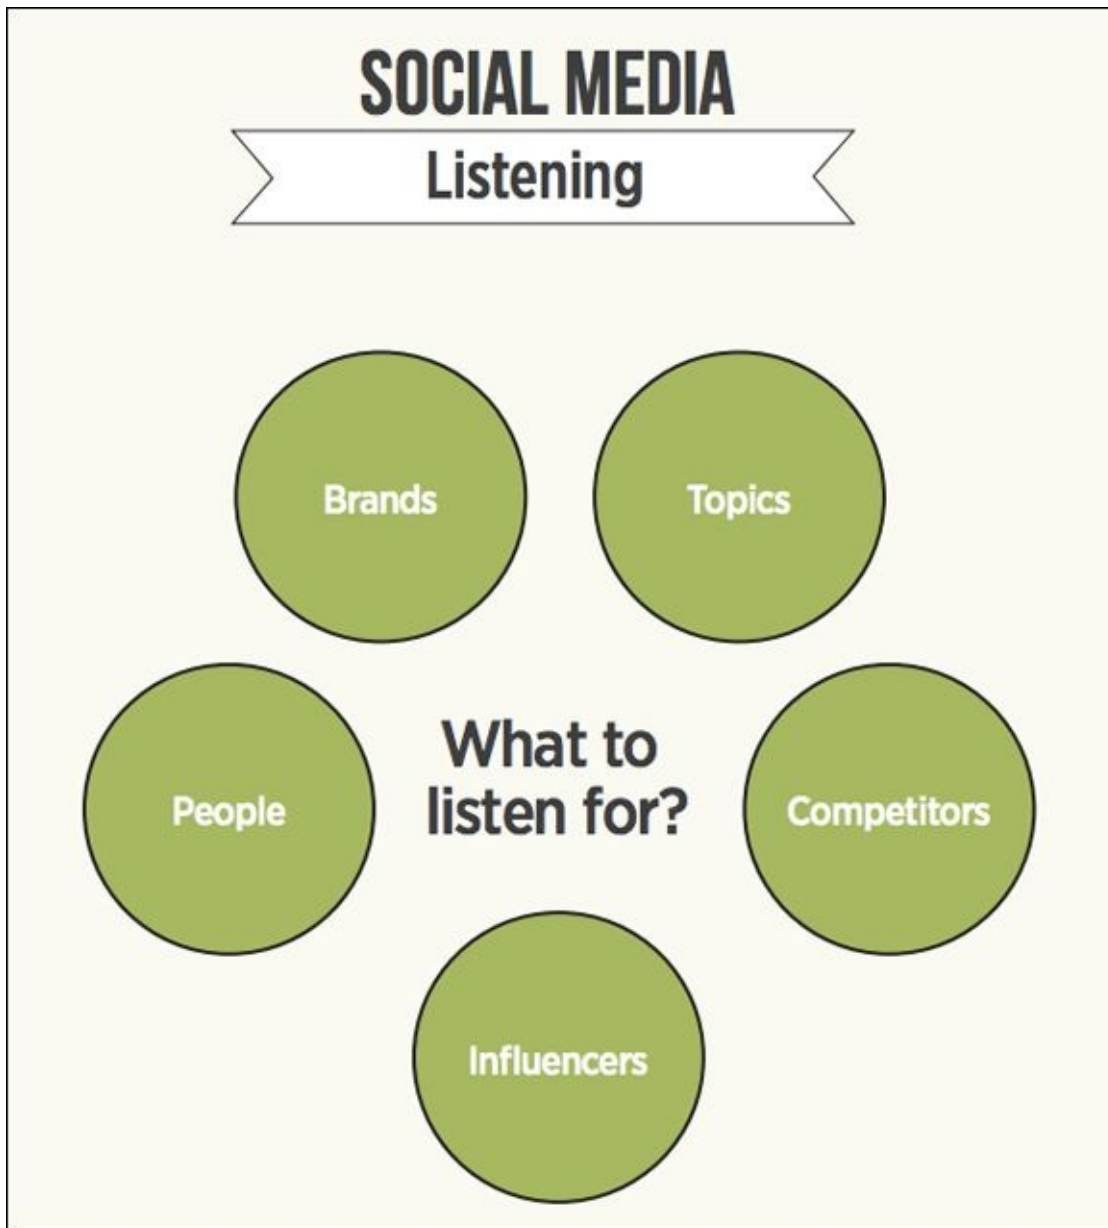 SOCIAL MEDIA
Listening
Brands
Topics
People
What to
listen for?
Competitors
Influencers